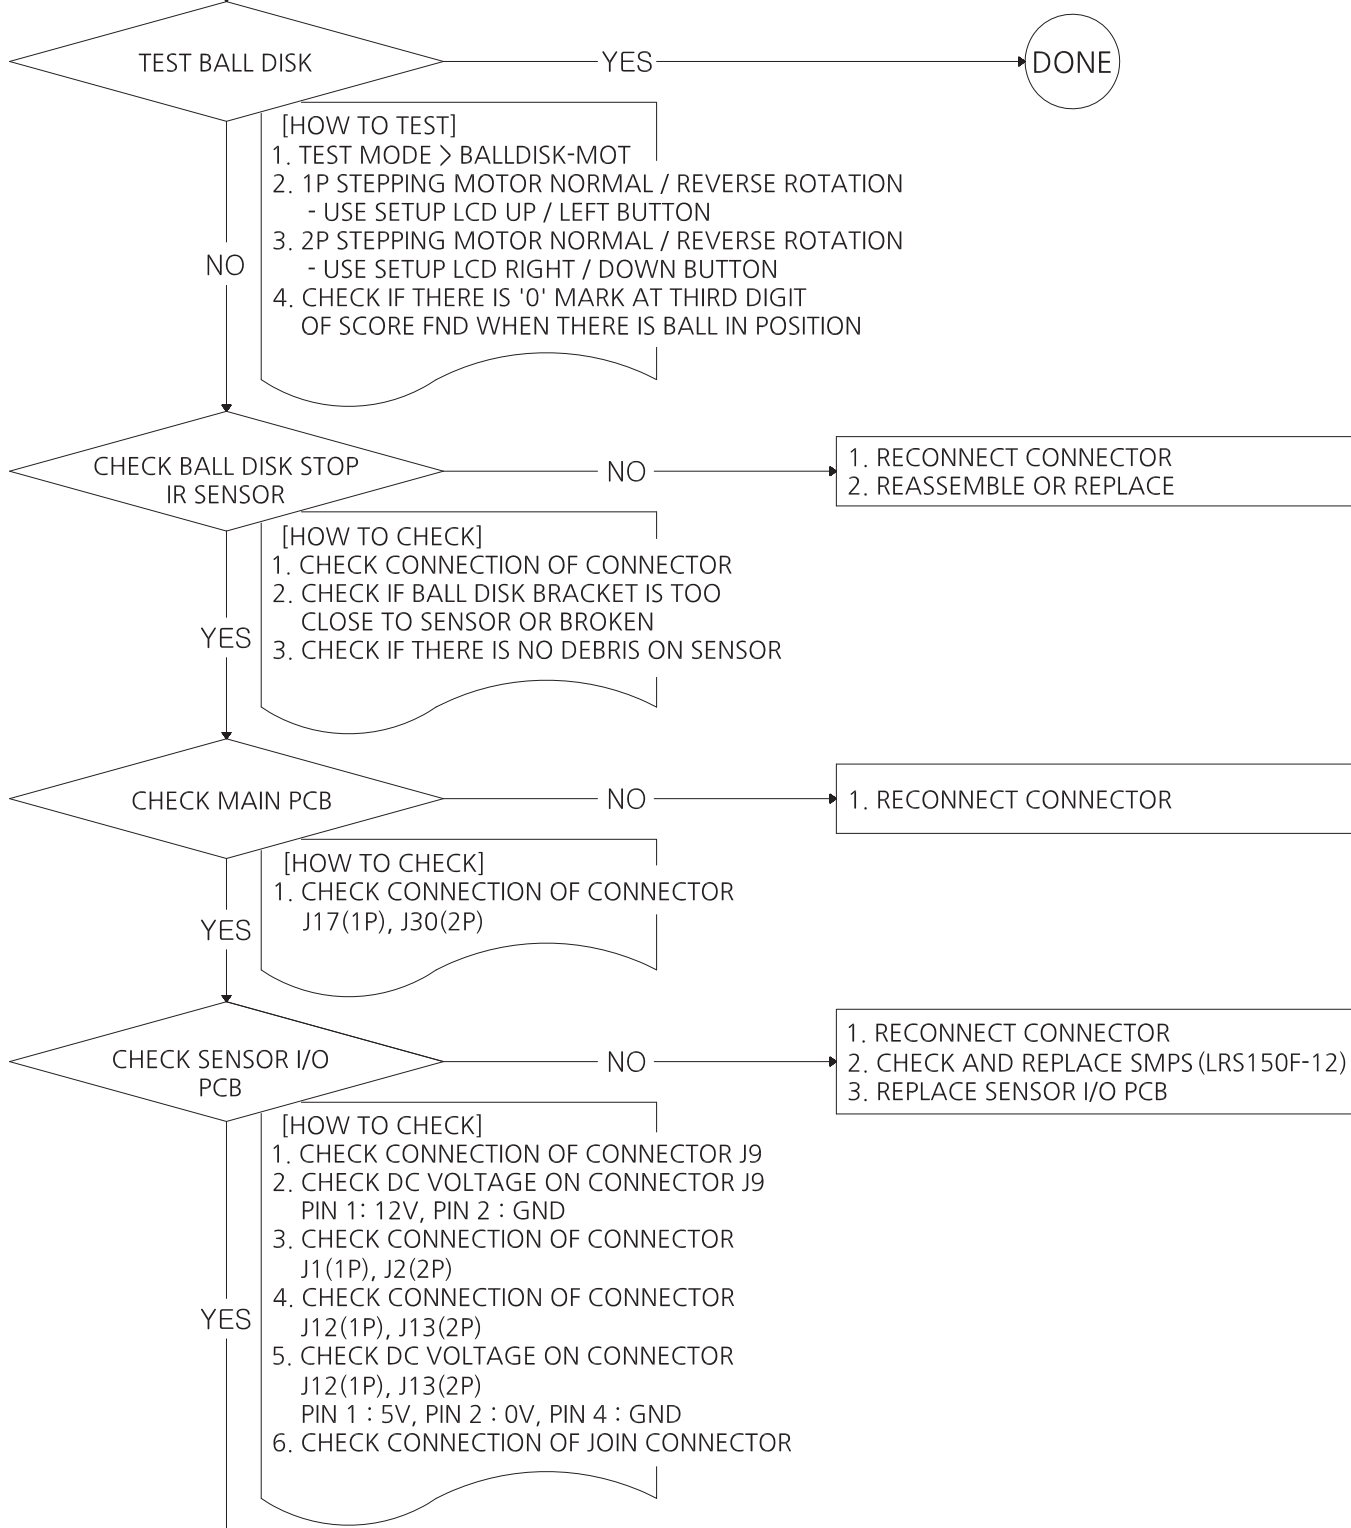 TEST BALL DISK
YES
DONE
[HOW TO TEST]
1. TEST MODE > BALLDISK-MOT
2. 1P STEPPING MOTOR NORMAL / REVERSE ROTATION
- USE SETUP LCD UP / LEFT BUTTON
3. 2P STEPPING MOTOR NORMAL / REVERSE ROTATION
- USE SETUP LCD RIGHT / DOWN BUTTON
4. CHECK IF THERE IS '0' MARK AT THIRD DIGIT
OF SCORE FND WHEN THERE IS BALL IN POSITION
NO
CHECK BALL DISK STOP
IR SENSOR
NO
1. RECONNECT CONNECTOR
2. REASSEMBLE OR REPLACE
[HOW TO CHECK]
1. CHECK CONNECTION OF CONNECTOR
2. CHECK IF BALL DISK BRACKET IS TOO
CLOSE TO SENSOR OR BROKEN
3. CHECK IF THERE IS NO DEBRIS ON SENSOR
YES
CHECK MAIN PCB
NO
1. RECONNECT CONNECTOR
[HOW TO CHECK]
1. CHECK CONNECTION OF CONNECTOR
J17(1P), J30(2P)
YES
CHECK SENSOR I/O
PCB
NO
1. RECONNECT CONNECTOR
2. CHECK AND REPLACE SMPS (LRS150F-12)
3. REPLACE SENSOR I/O PCB
[HOW TO CHECK]
1. CHECK CONNECTION OF CONNECTOR J9
2. CHECK DC VOLTAGE ON CONNECTOR J9
PIN 1 : 12V, PIN 2 : GND
3. CHECK CONNECTION OF CONNECTOR
J1(1P), J2(2P)
4. CHECK CONNECTION OF CONNECTOR
J12(1P), J13(2P)
5. CHECK DC VOLTAGE ON CONNECTOR
J12(1P), J13(2P)
PIN 1 : 5V, PIN 2 : 0V, PIN 4 : GND
6. CHECK CONNECTION OF JOIN CONNECTOR
YES